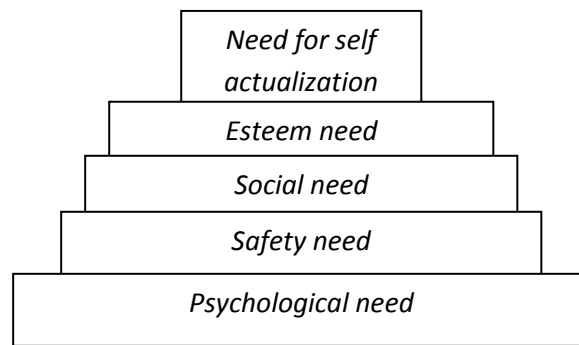 Need for self
actualization
Esteem need
Social need
Safety need
Psychological need